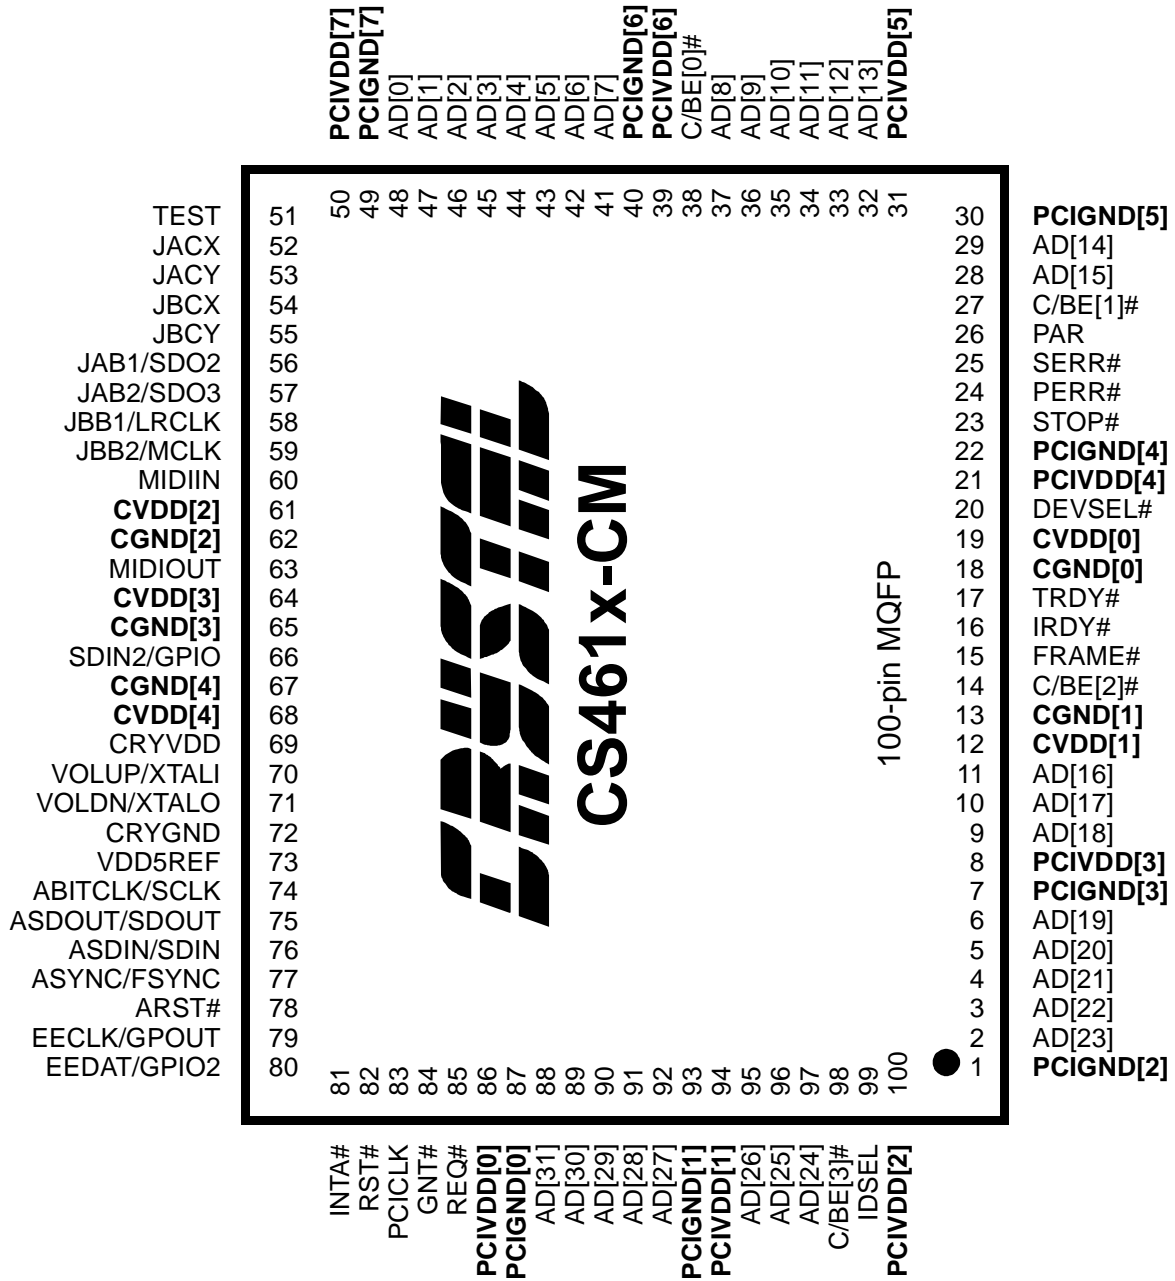 PCIVDD[7]
PCIGND[7]
AD[0]
AD[1]
AD[2]
AD[3]
AD[4]
AD[5]
AD[6]
AD[7]
PCIGND[6]
PCIVDD[6]
C/BE[0]#
AD[8]
AD[9]
AD[10]
AD[11]
AD[12]
AD[13]
PCIVDD[5]
50 49 48 47 46 45 44 43 42 41 40 39 38 37 36 35 34 33 32 31
TEST 51
JACX 52
JACY 53
JBCX 54
JBCY 55
JAB1/SDO2 56
JAB2/SDO3 57
JBB1/LRCLK 58
JBB2/MCLK 59
MIDIIN 60
CVDD[2] 61
CGND[2] 62
MIDIOUT 63
CVDD[3] 64
CGND[3] 65
SDIN2/GPIO 66
CGND[4] 67
CVDD[4] 68
CRYVDD 69
VOLUP/XTALI 70
VOLDN/XTALO 71
CRYGND 72
VDD5REF 73
ABITCLK/SCLK 74
ASDOUT/SDOUT 75
ASDIN/SDIN 76
ASYNC/FSYNC 77
ARST# 78
EECLK/GPOUT 79
EEDAT/GPIO2 80
CRYSTAL
CS461x-CM
100-pin MQFP
30 PCIGND[5]
29 AD[14]
28 AD[15]
27 C/BE[1]#
26 PAR
25 SERR#
24 PERR#
23 STOP#
22 PCIGND[4]
21 PCIVDD[4]
20 DEVSEL#
19 CVDD[0]
18 CGND[0]
17 TRDY#
16 IRDY#
15 FRAME#
14 C/BE[2]#
13 CGND[1]
12 CVDD[1]
11 AD[16]
10 AD[17]
9 AD[18]
8 PCIVDD[3]
7 PCIGND[3]
6 AD[19]
5 AD[20]
4 AD[21]
3 AD[22]
2 AD[23]
1 PCIGND[2]
81 82 83 84 85 86 87 88 89 90 91 92 93 94 95 96 97 98 99 100
INTA#
RST#
PCICLK
GNT#
REQ#
PCIVDD[0]
PCIGND[0]
AD[31]
AD[30]
AD[29]
AD[28]
AD[27]
PCIGND[1]
PCIVDD[1]
AD[26]
AD[25]
AD[24]
C/BE[3]#
IDSEL
PCIVDD[2]